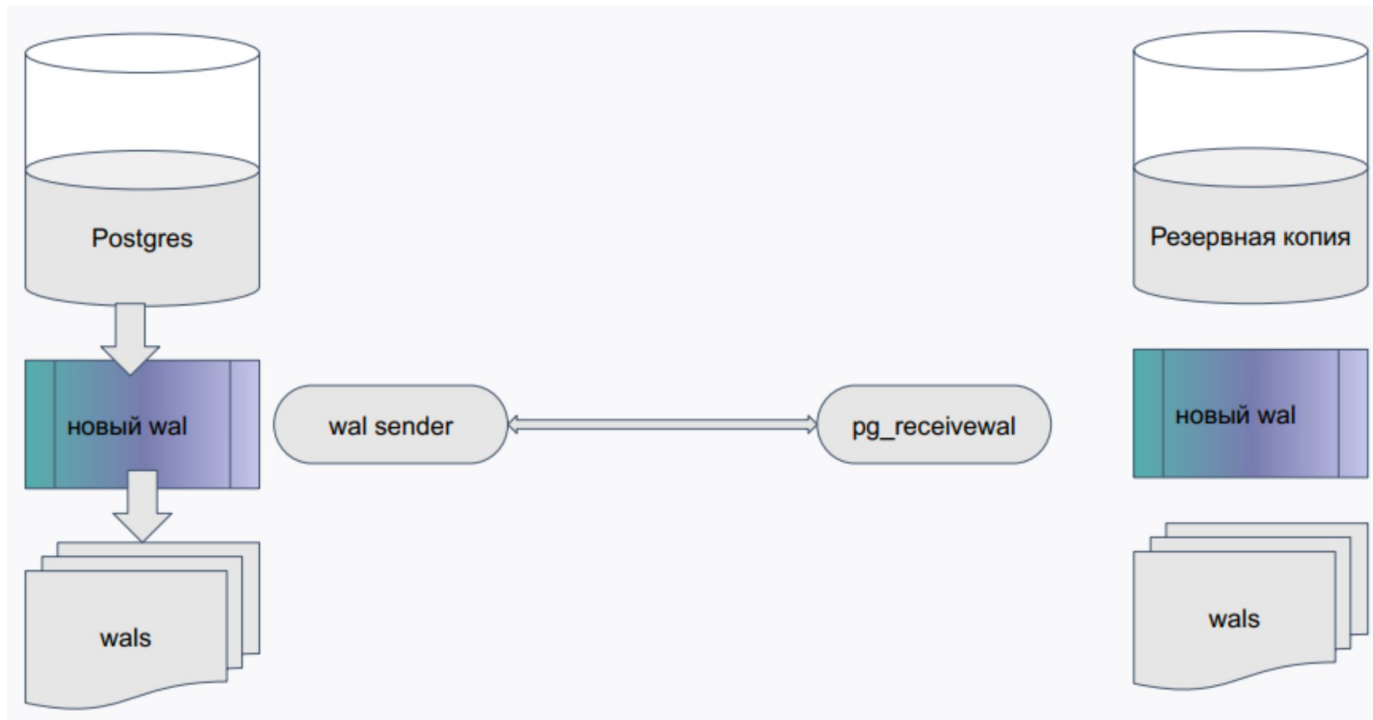 Postgres
Резервная копия
новый wal
wal sender
pg_receivewal
новый wal
wals
wals